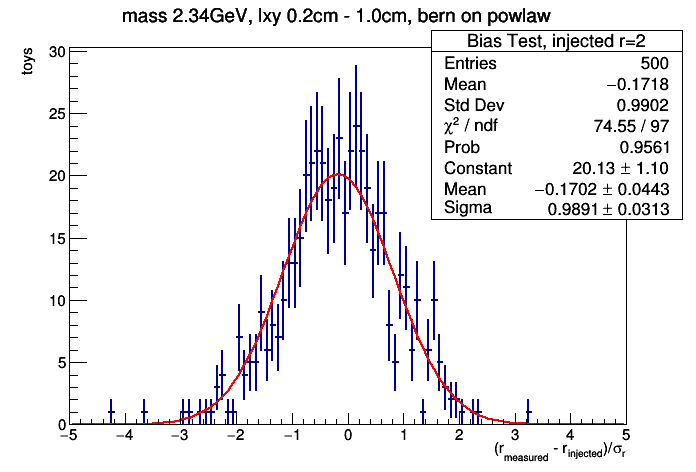 mass 2.34GeV, lxy 0.2cm - 1.0cm, bern on powlaw
Bias Test, injected r=2
Entries 500
Mean −0.1718
Std Dev 0.9902
χ² / ndf 74.55 / 97
Prob 0.9561
Constant 20.13 ± 1.10
Mean −0.1702 ± 0.0443
Sigma 0.9891 ± 0.0313
toys
30
25
20
15
10
5
0
−5 −4 −3 −2 −1 0 1 2 3 4 5
(r_measured - r_injected)/σ_r